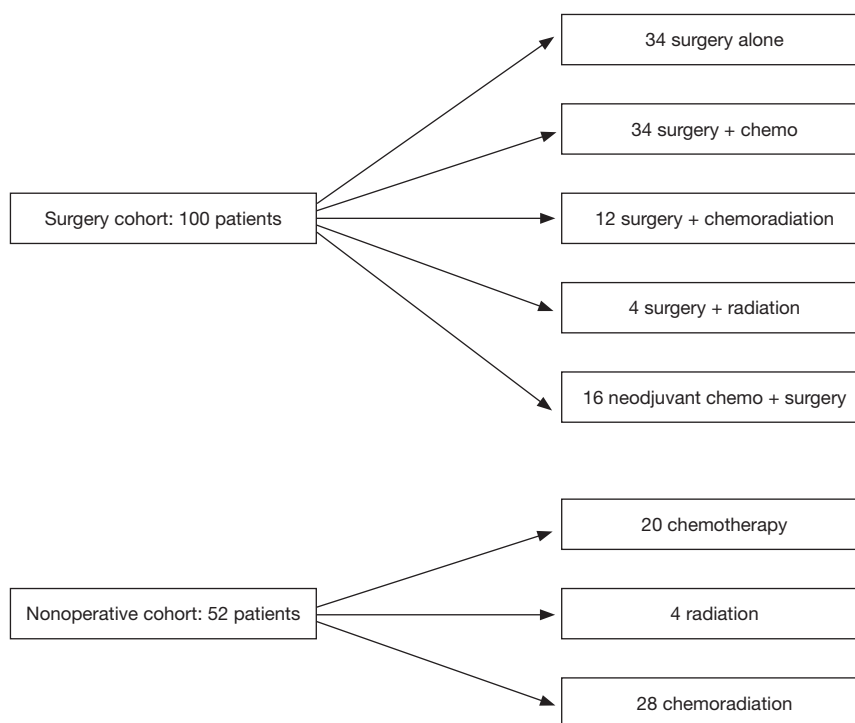 34 surgery alone
34 surgery + chemo
Surgery cohort: 100 patients
12 surgery + chemoradiation
4 surgery + radiation
16 neodjuvant chemo + surgery
20 chemotherapy
Nonoperative cohort: 52 patients
4 radiation
28 chemoradiation